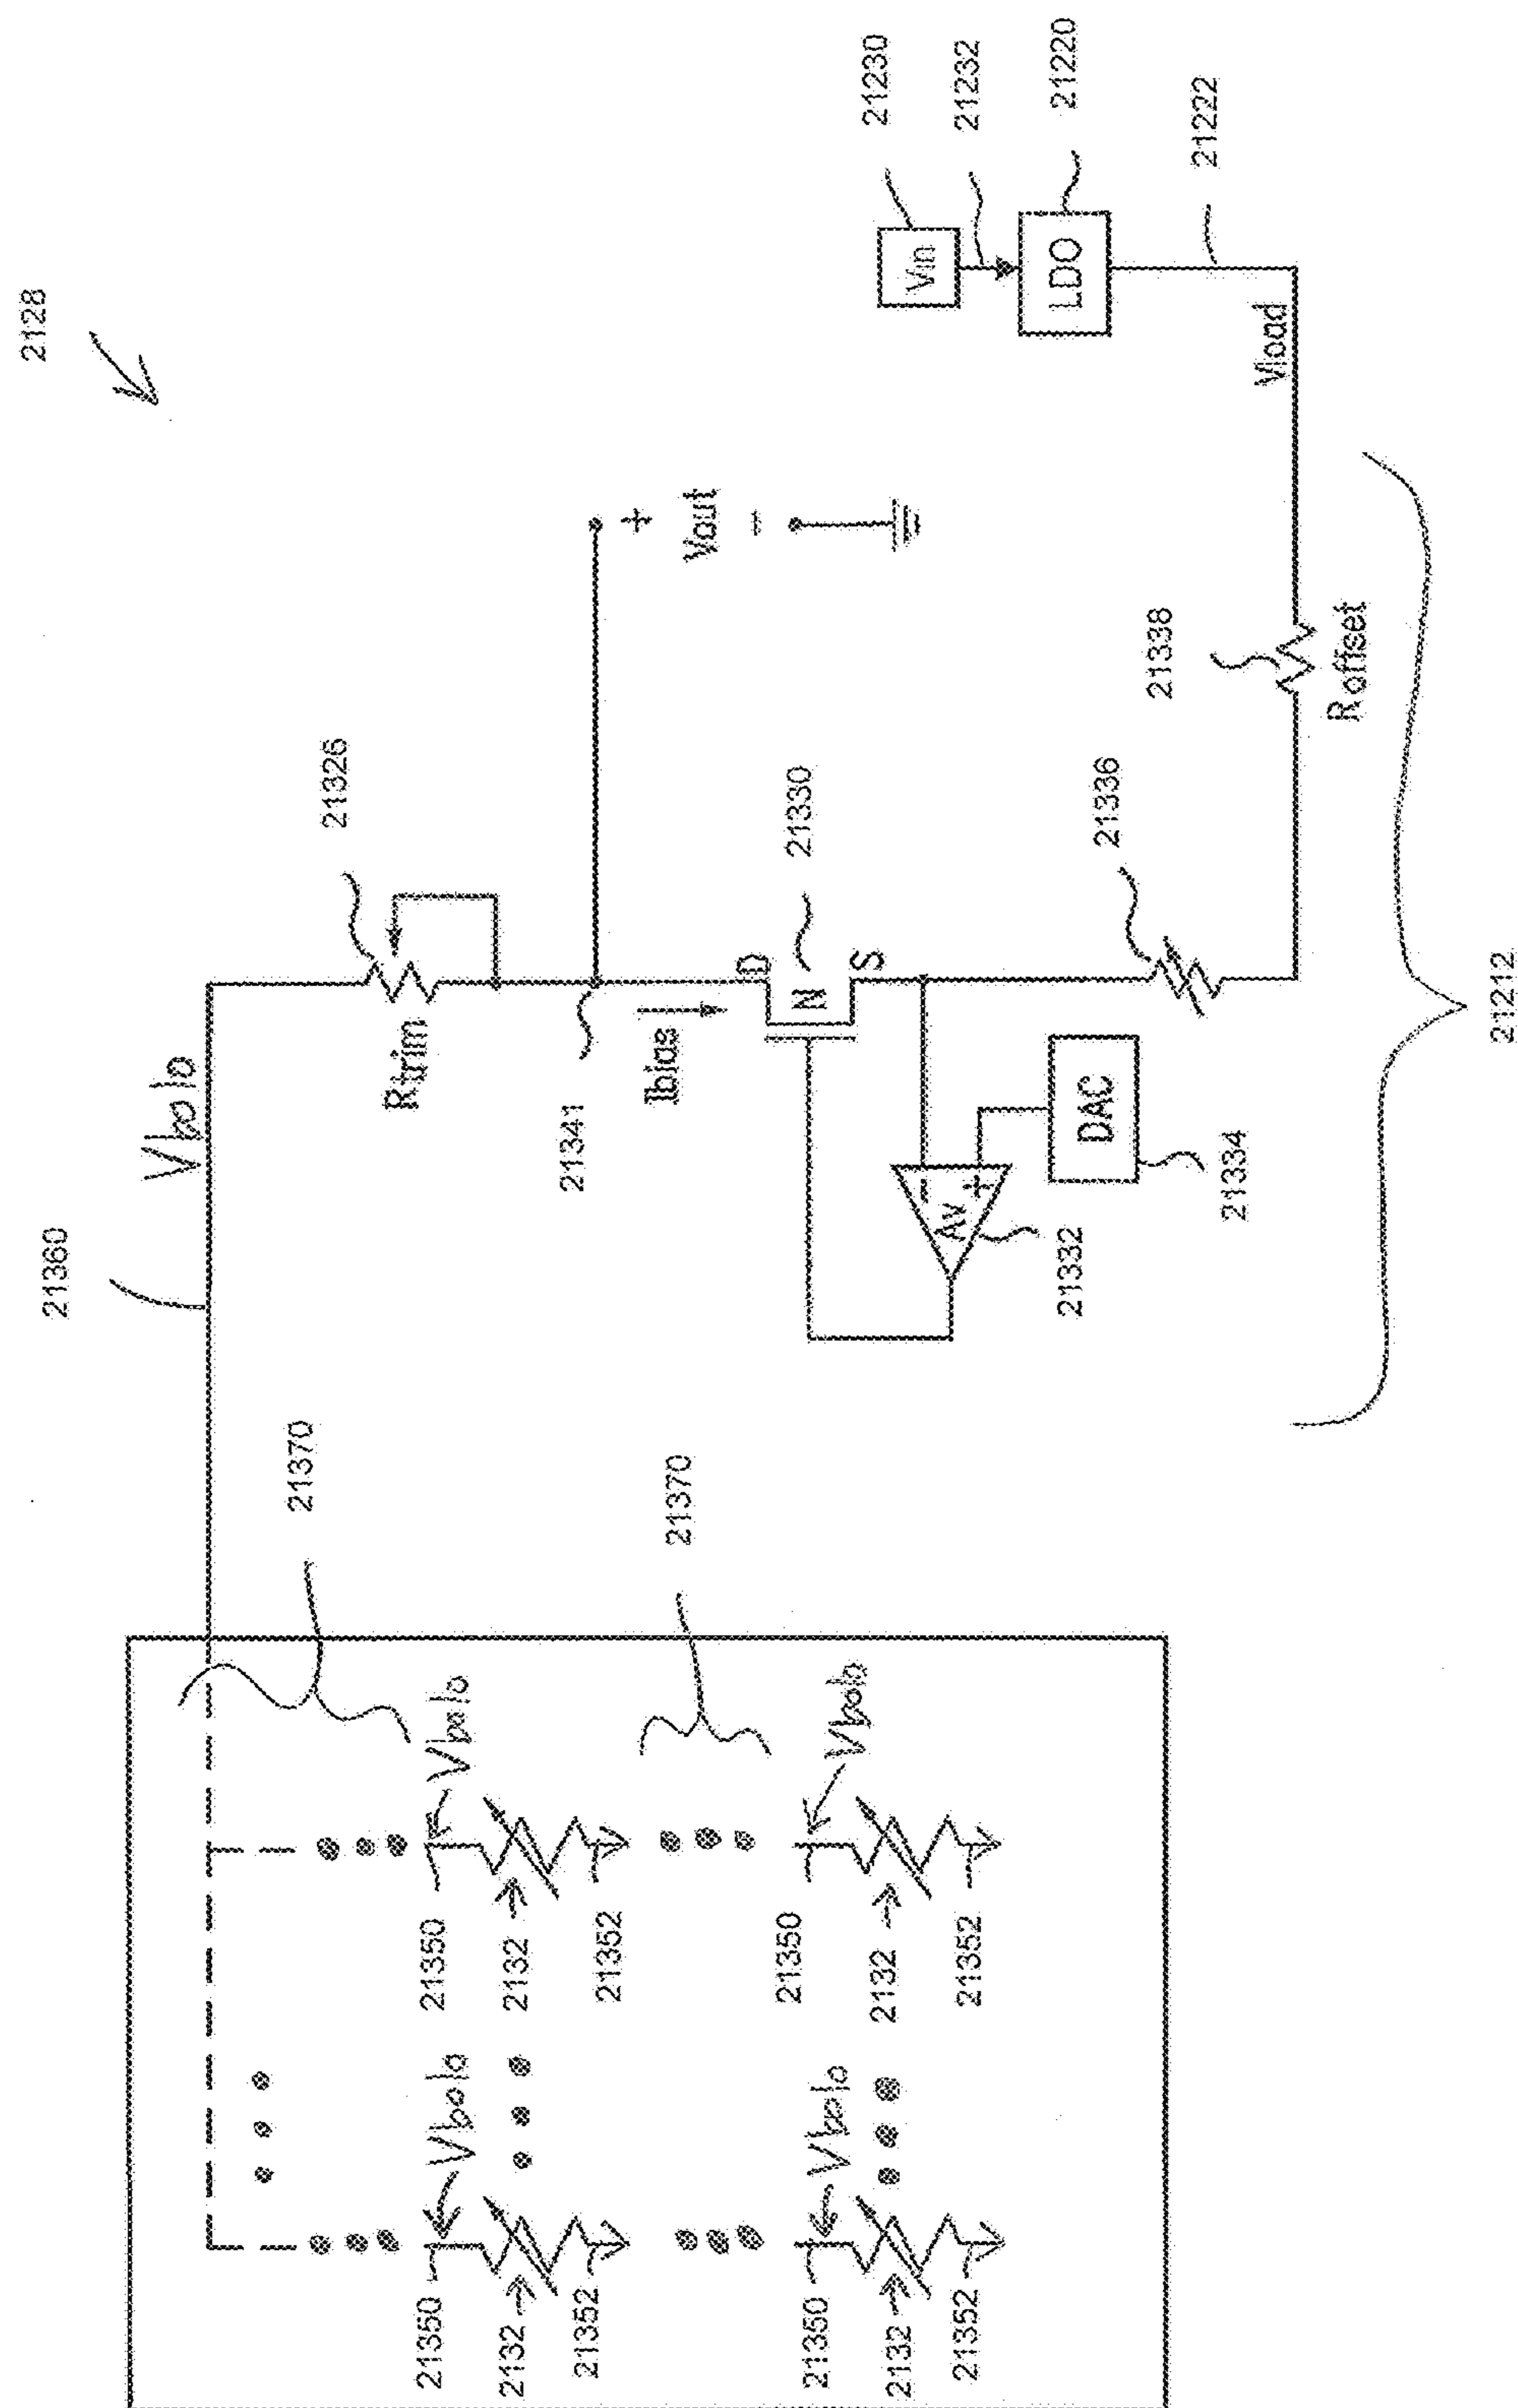 2128
21360
Vbolo
21326
Rtrim
21341
Ibias
+
Vout
-
D
N
S
21330
Av
-
+
21332
DAC
21334
21336
21338
Roffset
21212
Vin
21230
21232
LDO
21220
21222
Vload
21370
21370
21350
Vbolo
2132
21352
21350
Vbolo
2132
21352
21350
Vbolo
2132
21352
21350
Vbolo
2132
21352